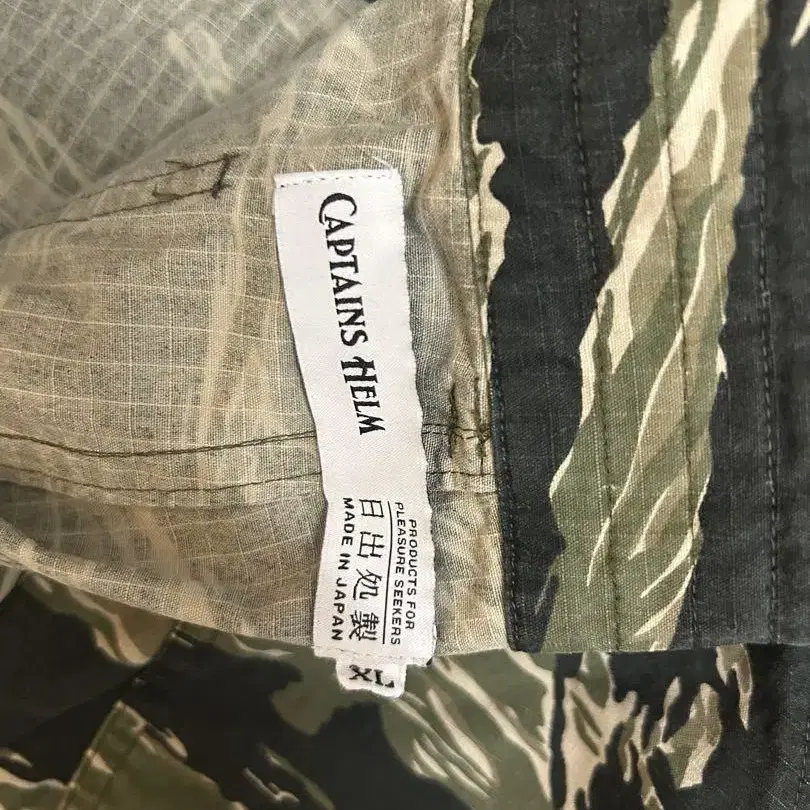 CAPTAINS HELM
PRODUCTS FOR
PLEASURE SEEKERS
日出処製
MADE IN JAPAN
XL